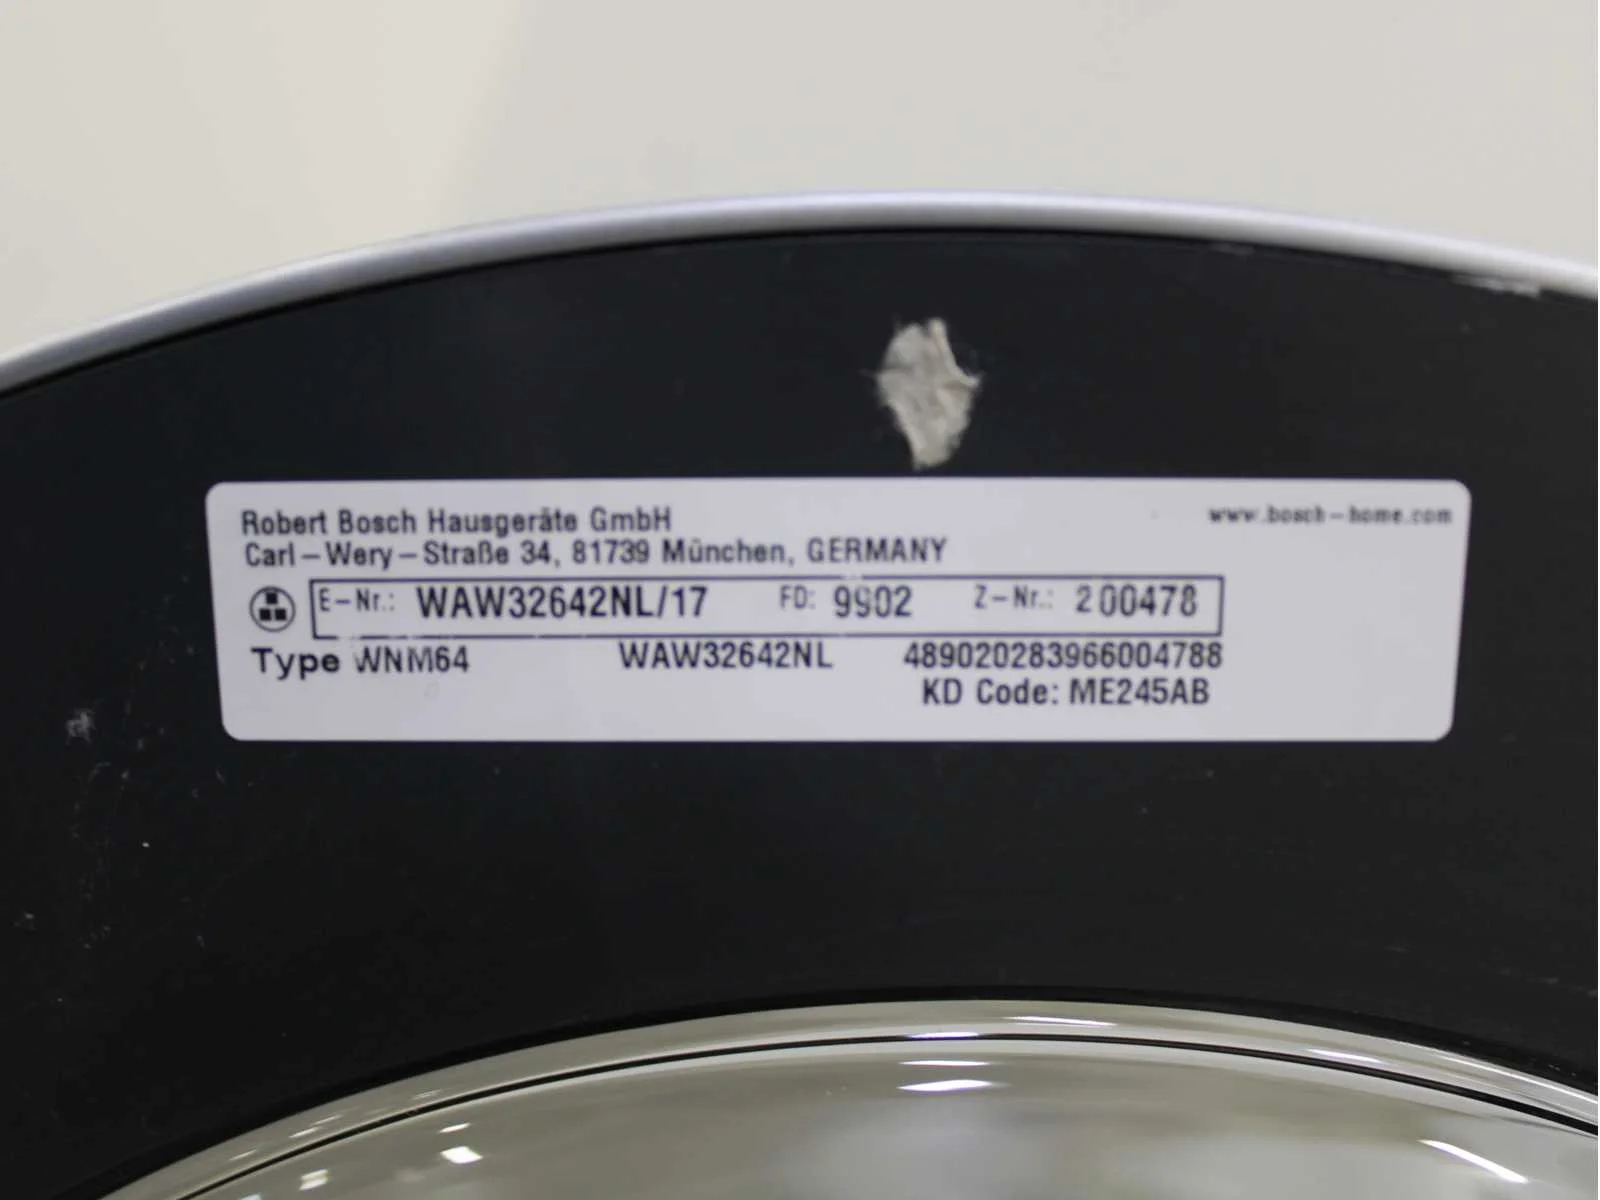 Robert Bosch Hausgeräte GmbH
www.bosch-home.com
Carl-Wery-Straße 34, 81739 München, GERMANY
E-Nr.: WAW32642NL/17 FD: 9902 Z-Nr.: 200478
Type WNM64 WAW32642NL 489020283966004788
KD Code: ME245AB